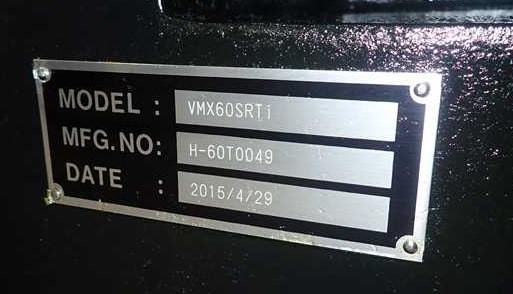 MODEL : VMX60SRTi
MFG.NO: H-60T0049
DATE : 2015/4/29